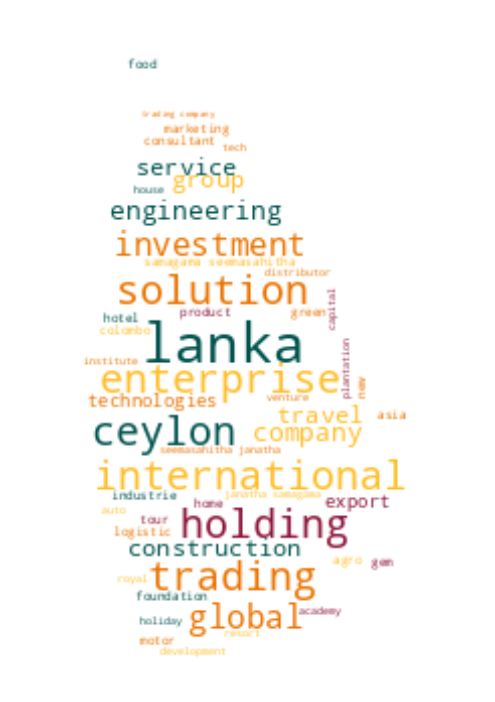 food
trading company
marketing
consultant
tech
service
group
house
engineering
investment
samagama seemasahitha
distributor
solution
capital
product
green
hotel
colombo
lanka
plantation
institute
enterprise
new
technologies
venture
travel
asia
ceylon
company
seemasahitha janatha
international
industrie
janatha samagama
home
export
auto
tour
holding
logistic
construction
agro
gem
trading
royal
foundation
academy
global
holiday
resort
motor
development